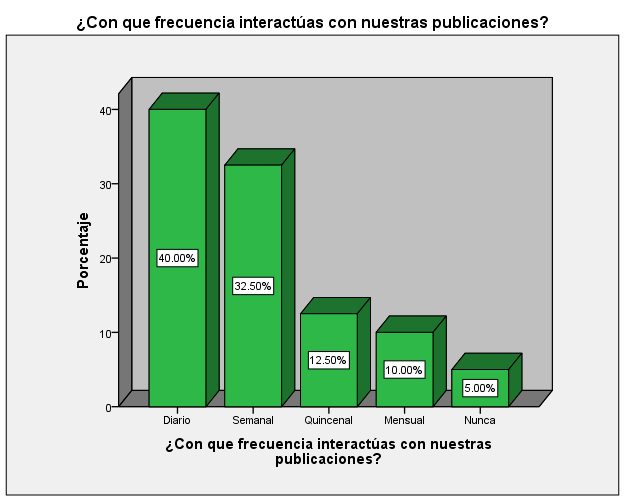 ¿Con que frecuencia interactúas con nuestras publicaciones?
Porcentaje
40
30
20
10
0
40.00%
32.50%
12.50%
10.00%
5.00%
Diario
Semanal
Quincenal
Mensual
Nunca
¿Con que frecuencia interactúas con nuestras
publicaciones?